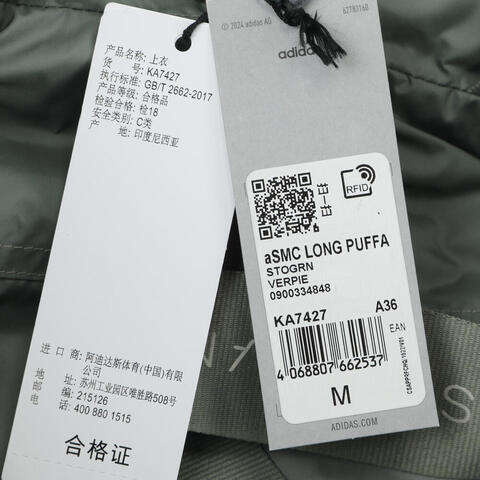 产品名称: 上衣
货 号: KA7427
执行标准: GB/T 2662-2017
产品等级: 合格品
检验合格: 检18
安全类别: C类
产 地: 印度尼西亚
进 口 商: 阿迪达斯体育(中国)有限公司
地 址: 苏州工业园区唯胜路508号
邮 编: 215126
电 话: 400 880 1515
合格证
©2024 adidas AG
62783160
adidas
RFID
aSMC LONG PUFFA
STOGRN
VERPIE
0900334848
KA7427 A36
EAN
4 068807 662537
M
ADIDAS.COM